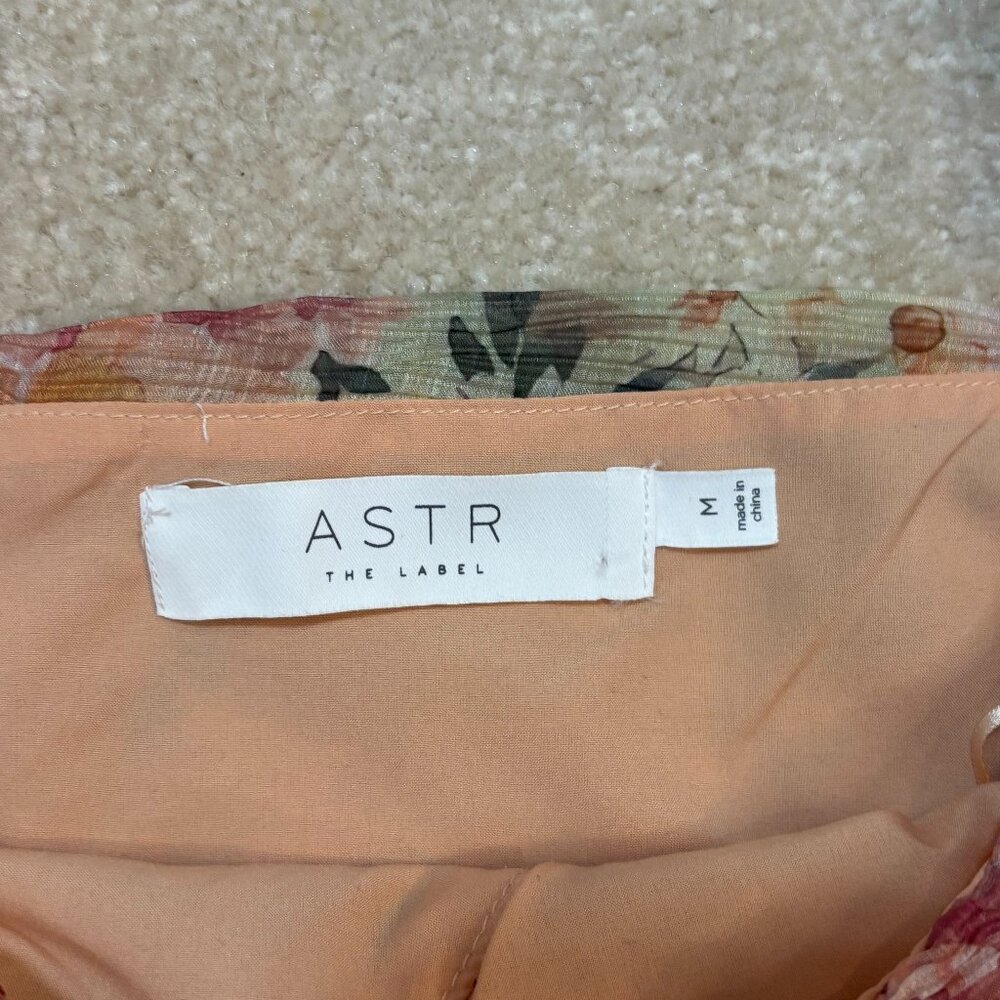 ASTR
THE LABEL
M
made in
china